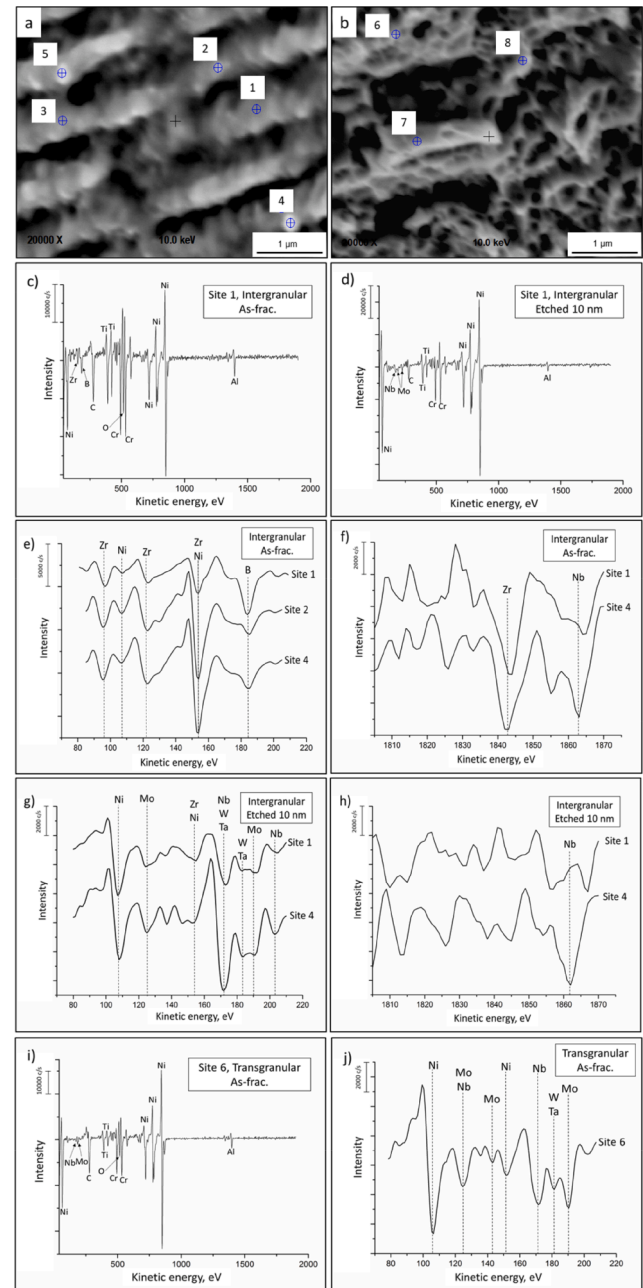 a
5
2
1
3
4
20000 X
10.0 keV
1 µm
b
6
8
7
10.0 keV
1 µm
c)
Site 1, Intergranular
As-frac.
10000 c/s
Ni
Ni
Ti Ti
Zr
B
C
O
Cr
Cr
Ni
Al
Ni
Intensity
500 1000 1500 2000
Kinetic energy, eV
d)
Site 1, Intergranular
Etched 10 nm
10000 c/s
Ni
Ni
Ti
C
Nb
Mo
Ti
Cr
Cr
Al
Ni
Intensity
500 1000 1500 2000
Kinetic energy, eV
e)
Intergranular
As-frac.
5000 c/s
Zr
Ni
Zr
Zr
Ni
B
Site 1
Site 2
Site 4
Intensity
60 80 100 120 140 160 180 200 220
Kinetic energy, eV
f)
Intergranular
As-frac.
2000 c/s
Zr
Nb
Site 1
Site 4
Intensity
1810 1820 1830 1840 1850 1860 1870
Kinetic energy, eV
g)
Intergranular
Etched 10 nm
2000 c/s
Ni
Mo
Zr
Ni
Nb
W
Ta
W
Ta
Mo
Nb
Site 1
Site 4
Intensity
60 80 100 120 140 160 180 200 220
Kinetic energy, eV
h)
Intergranular
Etched 10 nm
2000 c/s
Nb
Site 1
Site 4
Intensity
1810 1820 1830 1840 1850 1860 1870
Kinetic energy, eV
i)
Site 6, Transgranular
As-frac.
10000 c/s
Ni
Ni
Ni
Ti
Ti
Nb
Mo
C
O
Cr
Cr
Al
Ni
Intensity
500 1000 1500 2000
Kinetic energy, eV
j)
Transgranular
As-frac.
2000 c/s
Ni
Mo
Nb
Mo
Ni
Nb
W
Ta
Mo
Site 6
Intensity
60 80 100 120 140 160 180 200 220
Kinetic energy, eV